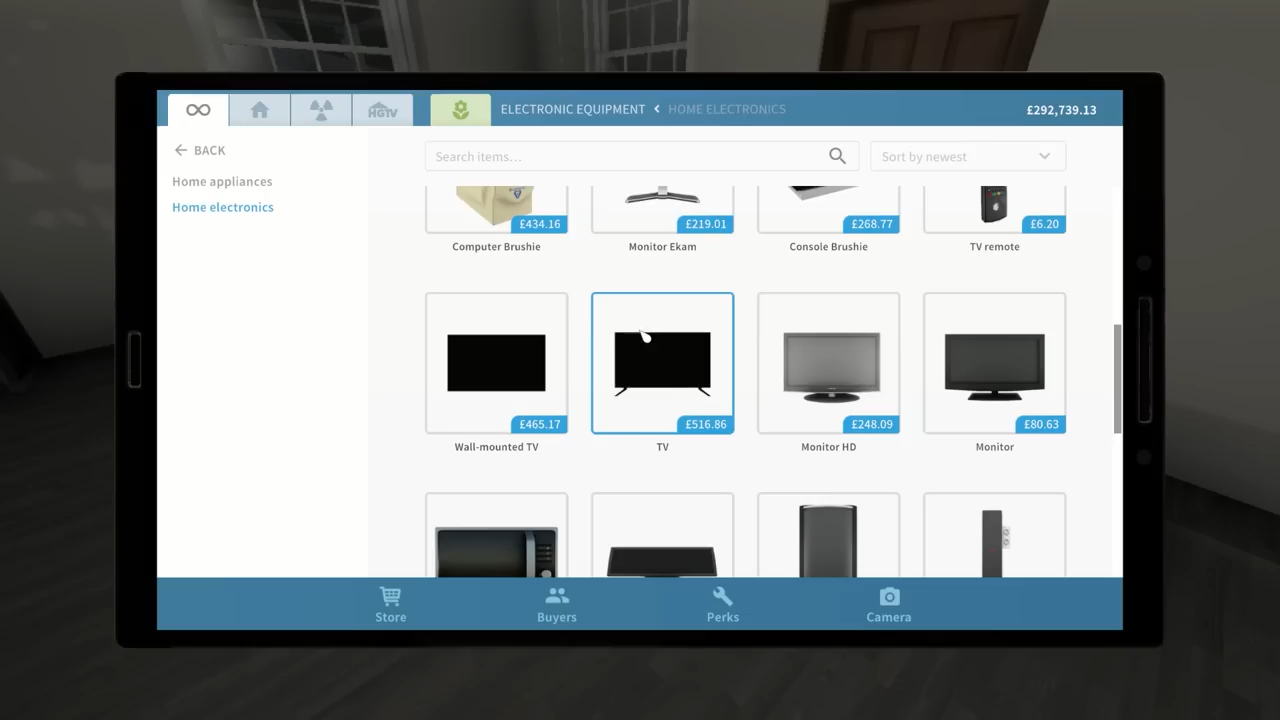 HGTV
ELECTRONIC EQUIPMENT
HOME ELECTRONICS
£292,739.13
BACK
Home appliances
Home electronics
Search items...
Sort by newest
£434.16
£219.01
£268.77
£6.20
Computer Brushie
Monitor Ekam
Console Brushie
TV remote
£465.17
£516.86
£248.09
£80.63
Wall-mounted TV
TV
Monitor HD
Monitor
Store
Buyers
Perks
Camera